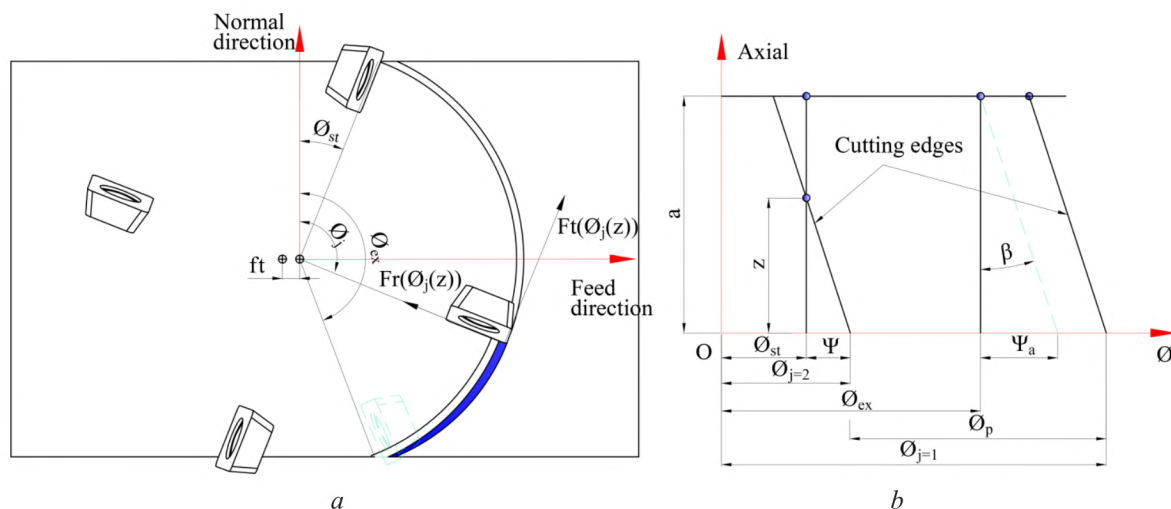 Normal
direction
Øst
Øj
Øex
ft
Ft(Øj(z))
Fr(Øj(z))
Feed
direction
a
Axial
Cutting edges
a
z
β
O
Øst
Ψ
Ψa
Ø
Øj=2
Øex
Øp
Øj=1
b